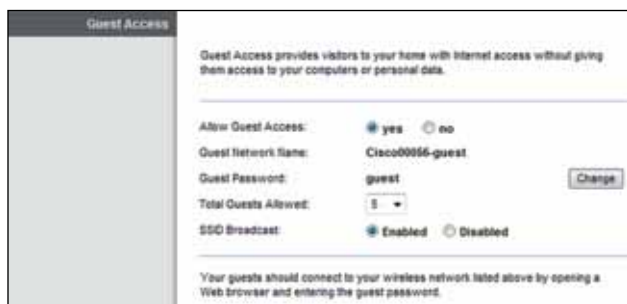 Guest Access
Guest Access provides visitors to your home with Internet access without giving
them access to your computers or personal data.
Allow Guest Access: yes no
Guest Network Name: Cisco00056-guest
Guest Password: guest Change
Total Guests Allowed: 5
SSID Broadcast: Enabled Disabled
Your guests should connect to your wireless network listed above by opening a
Web browser and entering the guest password.